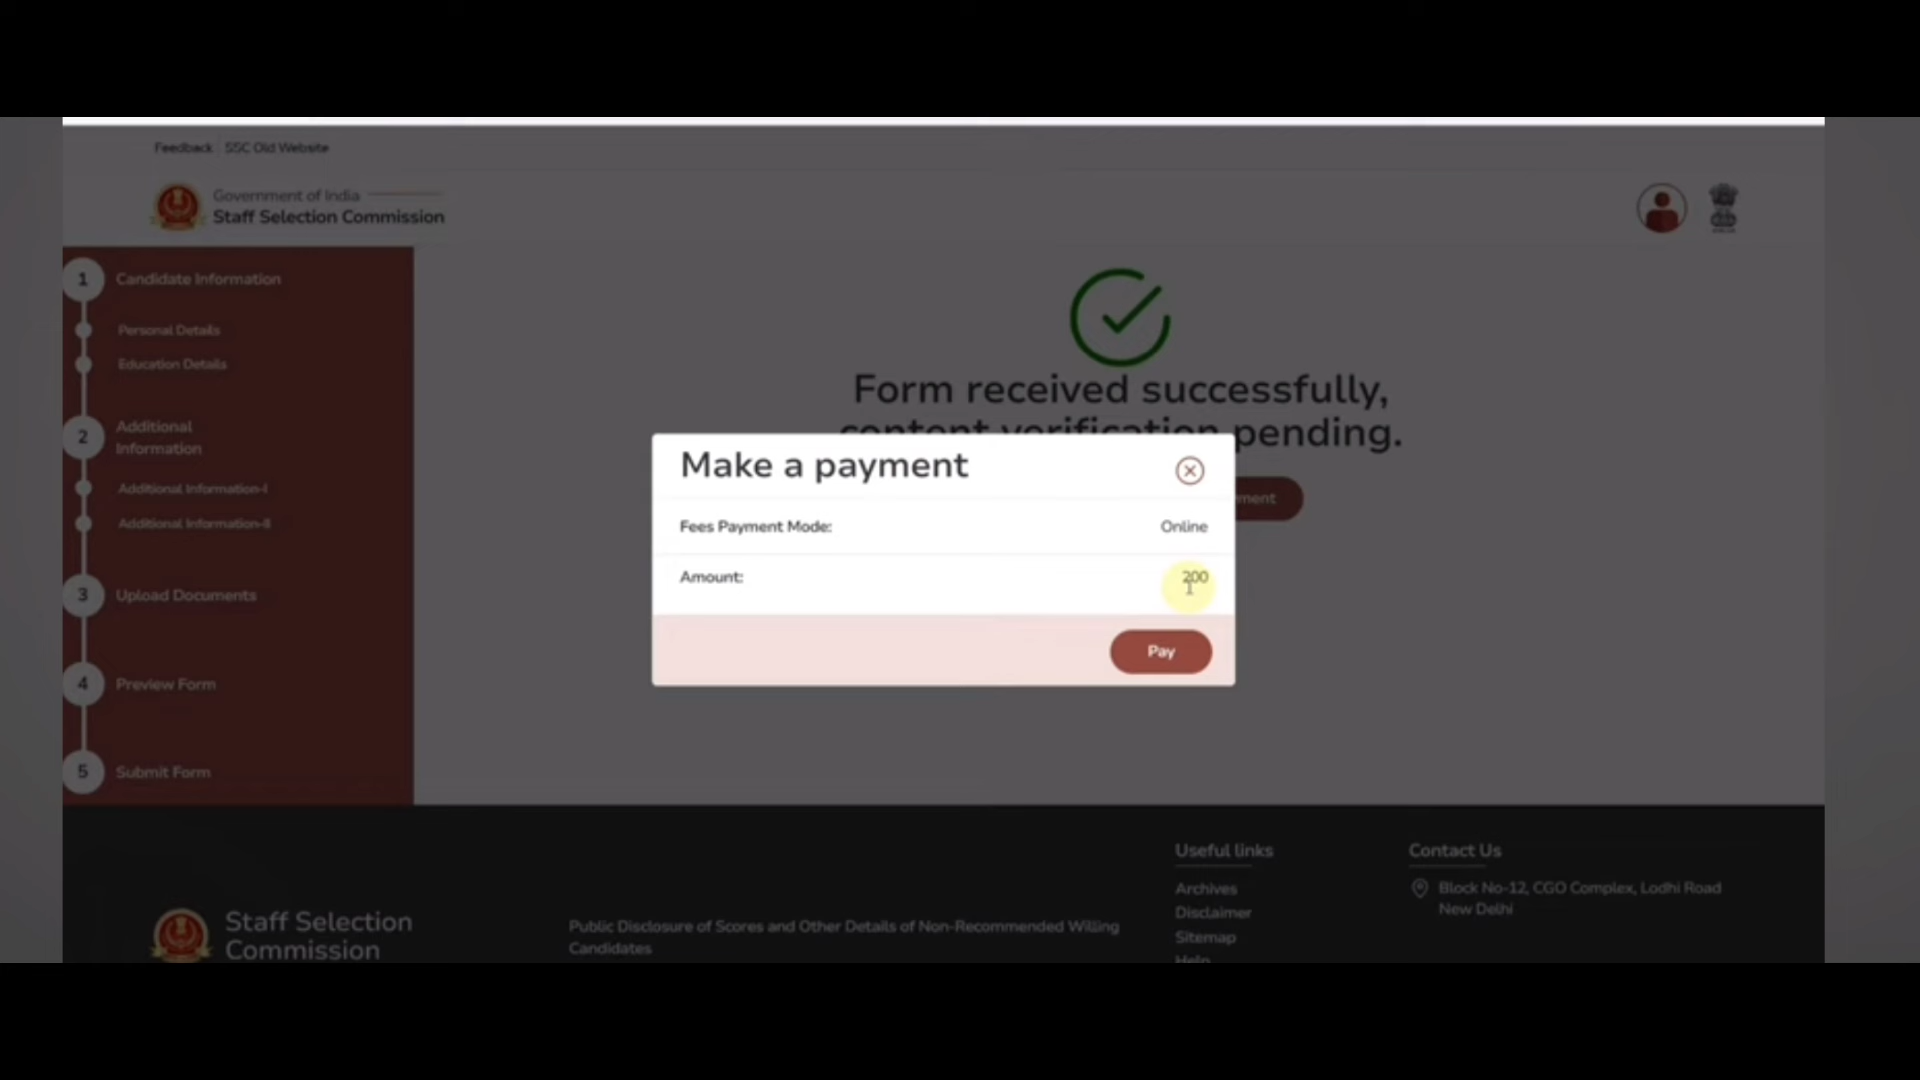 Feedback
SSC Old Website
Government of India
Staff Selection Commission
1
Candidate Information
Personal Details
Education Details
2
Additional
Information
Additional Information-I
Additional Information-II
3
Upload Documents
4
Preview Form
5
Submit Form
Form received successfully,
content verification pending.
Make a payment
Fees Payment Mode:
Online
Amount:
200
Pay
Staff Selection
Commission
Public Disclosure of Scores and Other Details of Non-Recommended Willing
Candidates
Useful links
Archives
Disclaimer
Sitemap
Help
Contact Us
Block No-12, CGO Complex, Lodhi Road
New Delhi